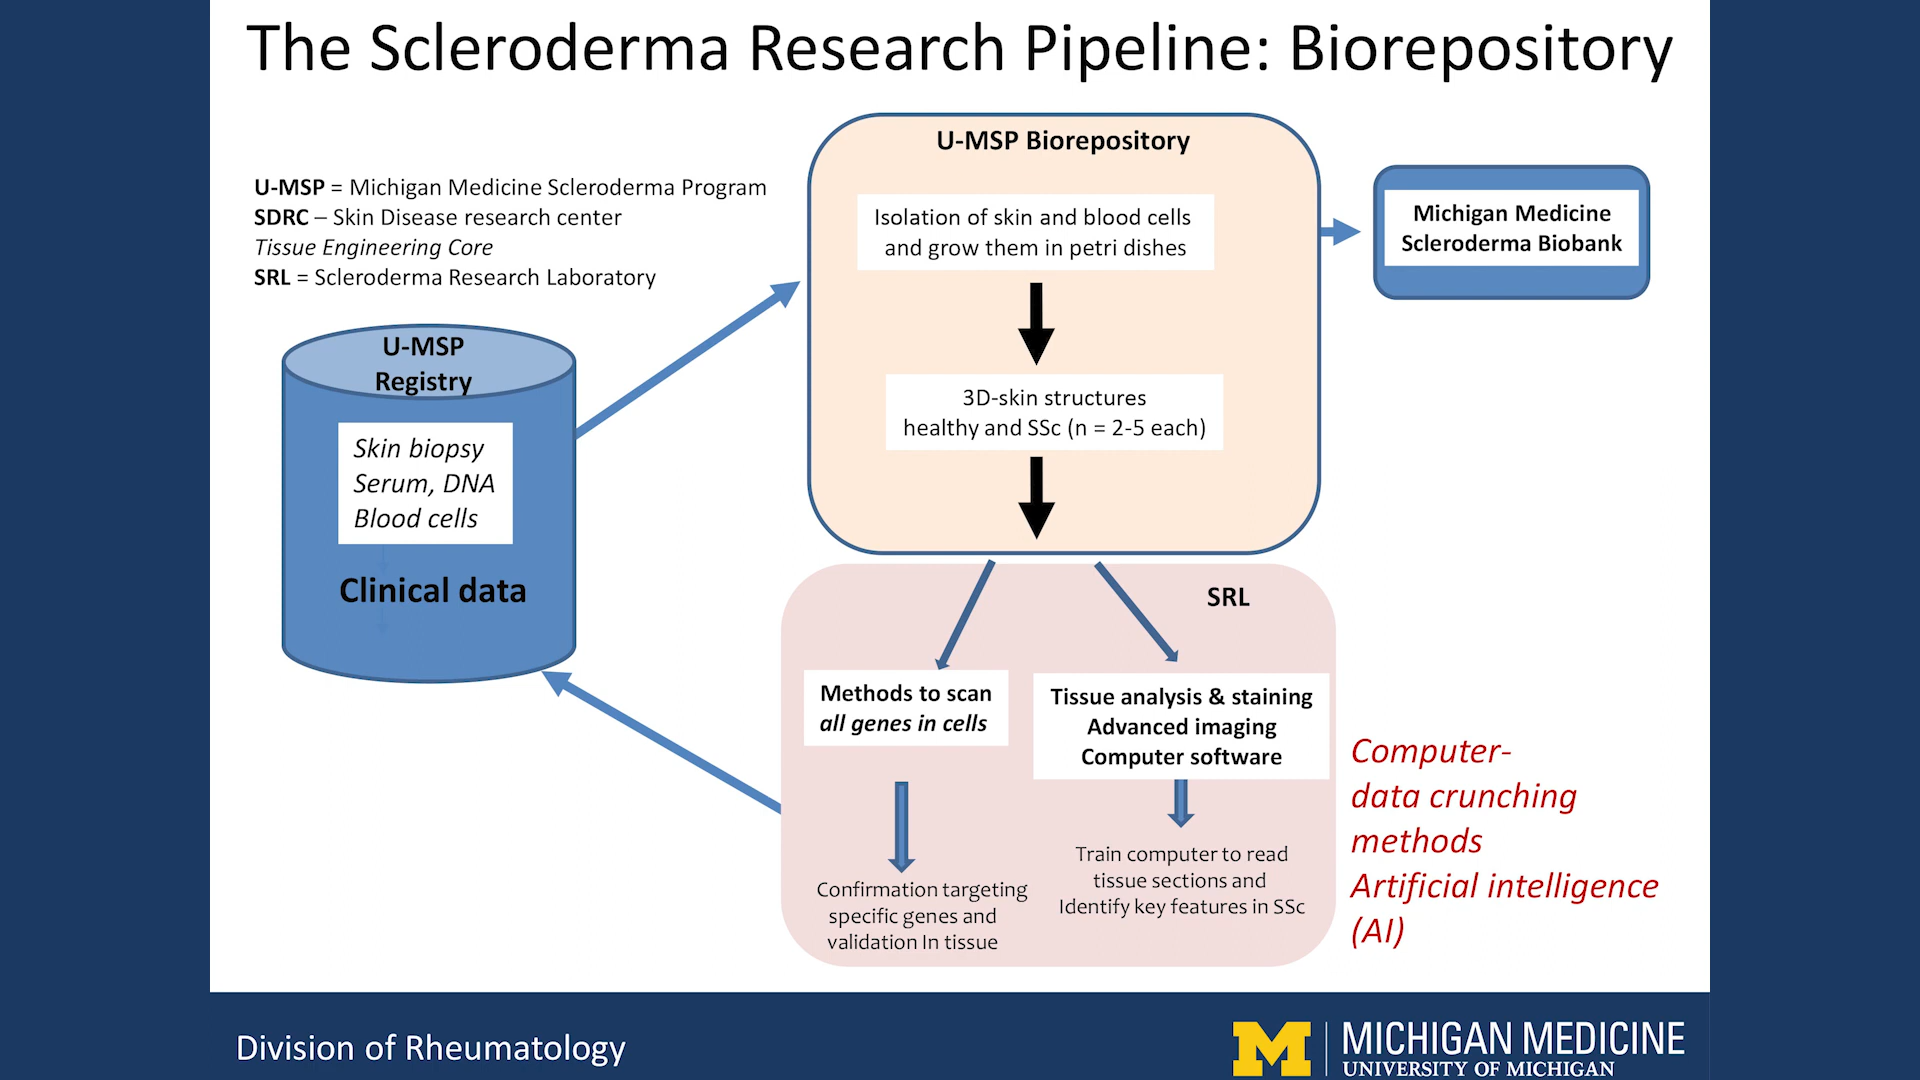 The Scleroderma Research Pipeline: Biorepository
U-MSP = Michigan Medicine Scleroderma Program
SDRC – Skin Disease research center
Tissue Engineering Core
SRL = Scleroderma Research Laboratory
U-MSP
Registry
Skin biopsy
Serum, DNA
Blood cells
Clinical data
U-MSP Biorepository
Isolation of skin and blood cells
and grow them in petri dishes
3D-skin structures
healthy and SSc (n = 2-5 each)
Michigan Medicine
Scleroderma Biobank
SRL
Methods to scan
all genes in cells
Confirmation targeting
specific genes and
validation In tissue
Tissue analysis & staining
Advanced imaging
Computer software
Train computer to read
tissue sections and
Identify key features in SSc
Computer-
data crunching
methods
Artificial intelligence
(AI)
Division of Rheumatology
M
MICHIGAN MEDICINE
UNIVERSITY OF MICHIGAN